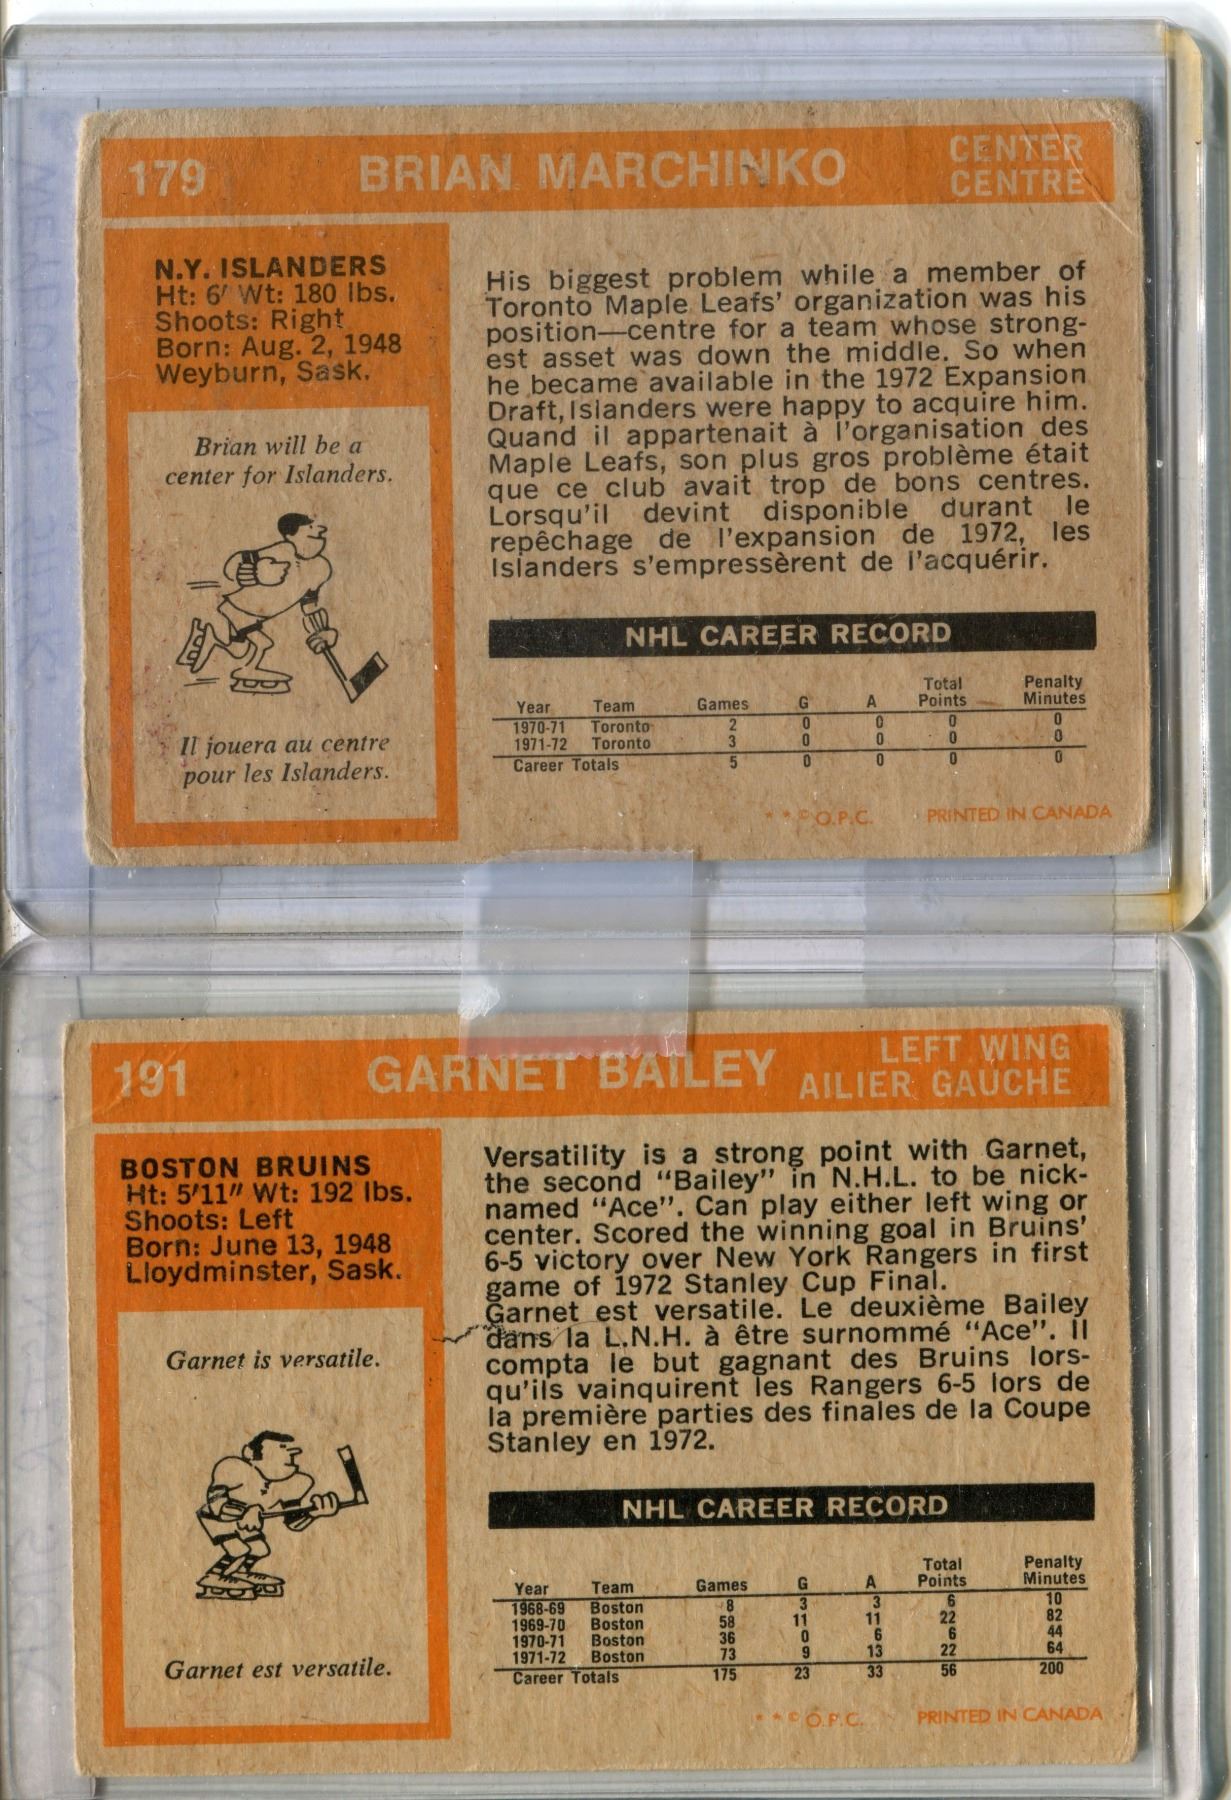 179 BRIAN MARCHINKO CENTER
CENTRE
N.Y. ISLANDERS
Ht: 6' Wt: 180 lbs.
Shoots: Right
Born: Aug. 2, 1948
Weyburn, Sask.
Brian will be a
center for Islanders.
Il jouera au centre
pour les Islanders.
His biggest problem while a member of
Toronto Maple Leafs' organization was his
position—centre for a team whose strong-
est asset was down the middle. So when
he became available in the 1972 Expansion
Draft, Islanders were happy to acquire him.
Quand il appartenait à l'organisation des
Maple Leafs, son plus gros problème était
que ce club avait trop de bons centres.
Lorsqu'il devint disponible durant le
repêchage de l'expansion de 1972, les
Islanders s'empressèrent de l'acquérir.
NHL CAREER RECORD
Year Team Games G A Total Points Penalty Minutes
1970-71 Toronto 2 0 0 0 0
1971-72 Toronto 3 0 0 0 0
Career Totals 5 0 0 0 0
* * © O.P.C. PRINTED IN CANADA
191 GARNET BAILEY LEFT WING
AILIER GAUCHE
BOSTON BRUINS
Ht: 5'11" Wt: 192 lbs.
Shoots: Left
Born: June 13, 1948
Lloydminster, Sask.
Garnet is versatile.
Garnet est versatile.
Versatility is a strong point with Garnet,
the second "Bailey" in N.H.L. to be nick-
named "Ace". Can play either left wing or
center. Scored the winning goal in Bruins'
6-5 victory over New York Rangers in first
game of 1972 Stanley Cup Final.
Garnet est versatile. Le deuxième Bailey
dans la L.N.H. à être surnommé "Ace". Il
compta le but gagnant des Bruins lors-
qu'ils vainquirent les Rangers 6-5 lors de
la première parties des finales de la Coupe
Stanley en 1972.
NHL CAREER RECORD
Year Team Games G A Total Points Penalty Minutes
1968-69 Boston 8 3 3 6 10
1969-70 Boston 58 11 11 22 82
1970-71 Boston 36 0 6 6 44
1971-72 Boston 73 9 13 22 64
Career Totals 175 23 33 56 200
* * © O.P.C. PRINTED IN CANADA